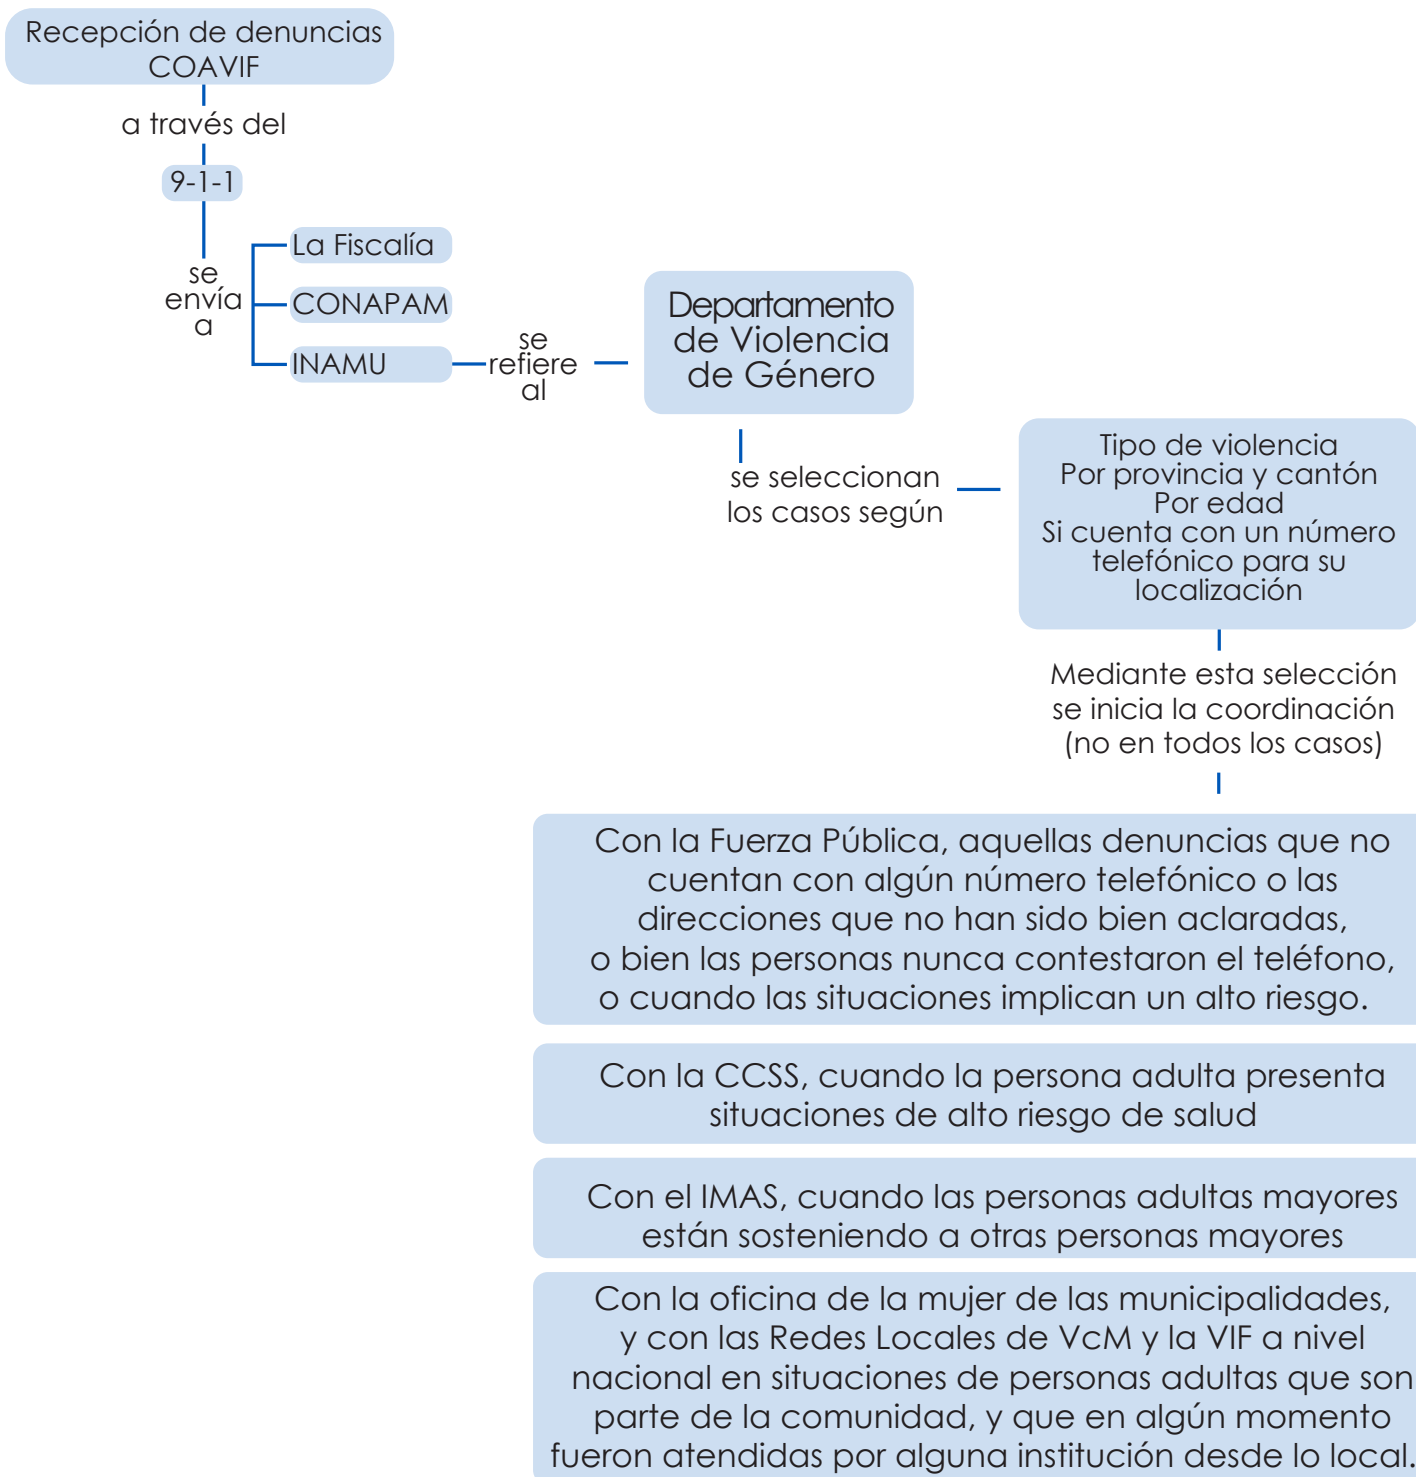 Recepción de denuncias
COAVIF
a través del
9-1-1
se
envía
a
La Fiscalía
CONAPAM
INAMU
se
refiere
al
Departamento
de Violencia
de Género
se seleccionan
los casos según
Tipo de violencia
Por provincia y cantón
Por edad
Si cuenta con un número
telefónico para su
localización
Mediante esta selección
se inicia la coordinación
(no en todos los casos)
Con la Fuerza Pública, aquellas denuncias que no
cuentan con algún número telefónico o las
direcciones que no han sido bien aclaradas,
o bien las personas nunca contestaron el teléfono,
o cuando las situaciones implican un alto riesgo.
Con la CCSS, cuando la persona adulta presenta
situaciones de alto riesgo de salud
Con el IMAS, cuando las personas adultas mayores
están sosteniendo a otras personas mayores
Con la oficina de la mujer de las municipalidades,
y con las Redes Locales de VcM y la VIF a nivel
nacional en situaciones de personas adultas que son
parte de la comunidad, y que en algún momento
fueron atendidas por alguna institución desde lo local.